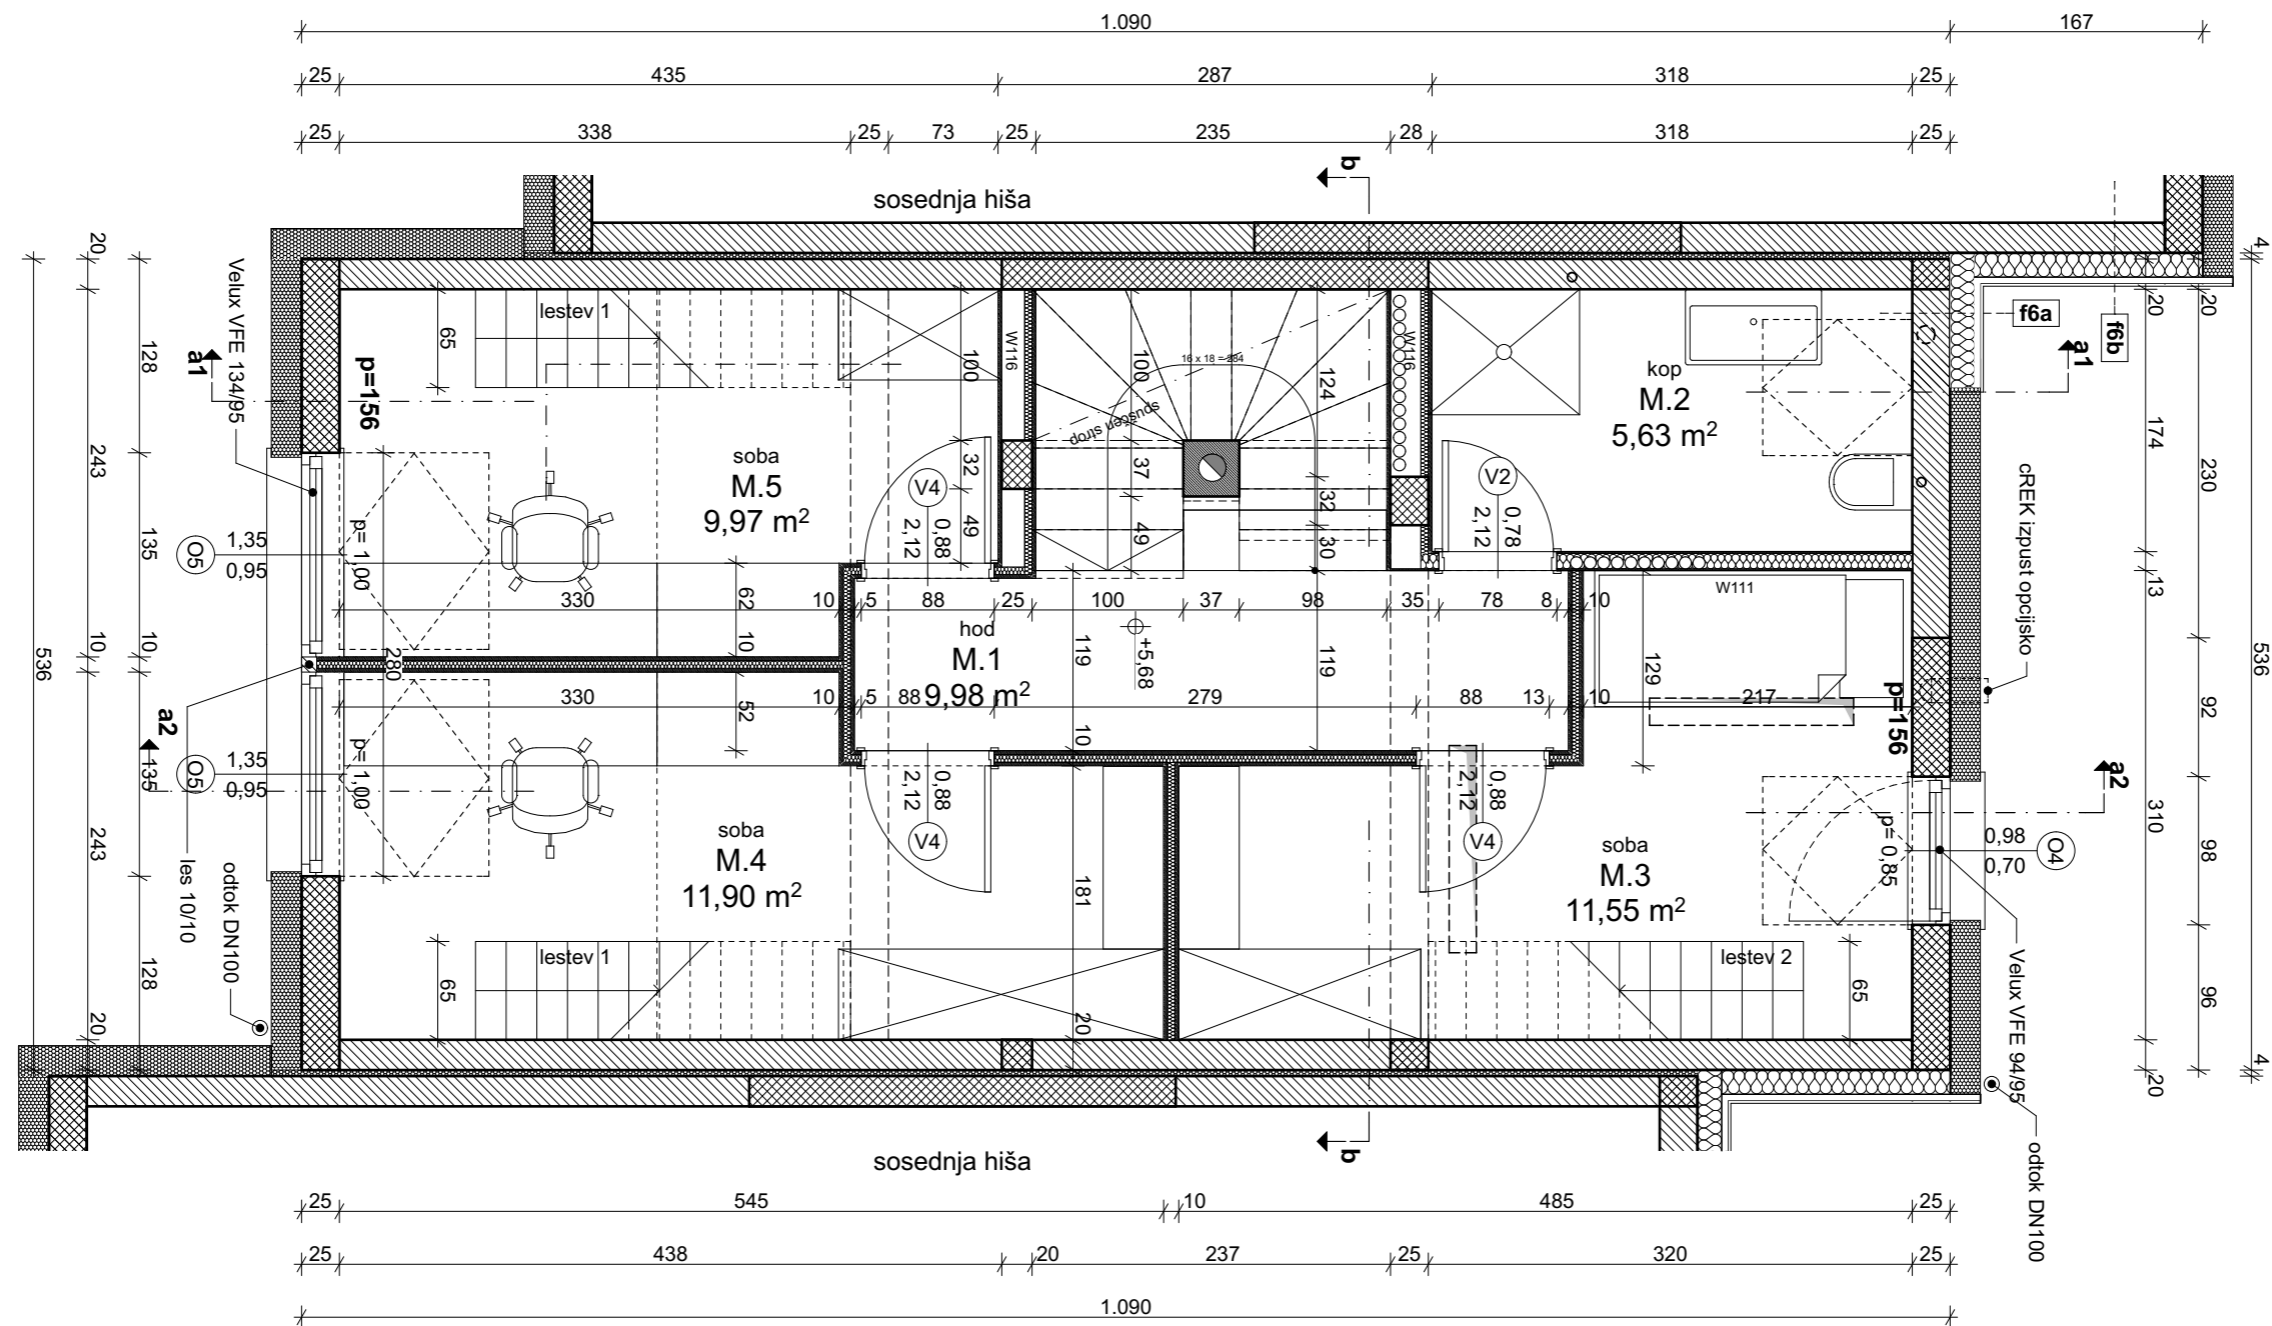 1.090
167
25
435
287
318
25
25
338
25
73
25
235
28
318
25
b
sosednja hiša
4
20
20
20
Velux VFE 134/95
lestev 1
65
W116
100
100
16 x 18 = 284
124
W116
f6a
f6b
a1
a1
128
p=156
kop
M.2
5,63 m²
174
230
spuščen strop
soba
M.5
9,97 m²
V4
0,88
2,12
32
49
37
49
32
30
V2
0,78
2,12
cREK izpust opcijsko
243
135
O5
1,35
0,95
p= 1,00
330
62
10
5
88
25
100
37
98
35
78
8
10
W111
13
536
10
10
10
280
hod
M.1
9,98 m²
+5,68
119
119
129
536
330
52
10
5
88
279
88
13
10
217
p=156
92
a2
a2
O5
1,35
0,95
135
p= 1,00
10
V4
0,88
2,12
V4
0,88
2,12
p= 0,85
0,98
0,70
O4
310
98
243
les 10/10
odtok DN100
soba
M.4
11,90 m²
181
soba
M.3
11,55 m²
Velux VFE 94/95
128
lestev 1
65
lestev 2
65
96
20
20
4
20
sosednja hiša
b
odtok DN100
25
545
10
485
25
25
438
20
237
25
320
25
1.090